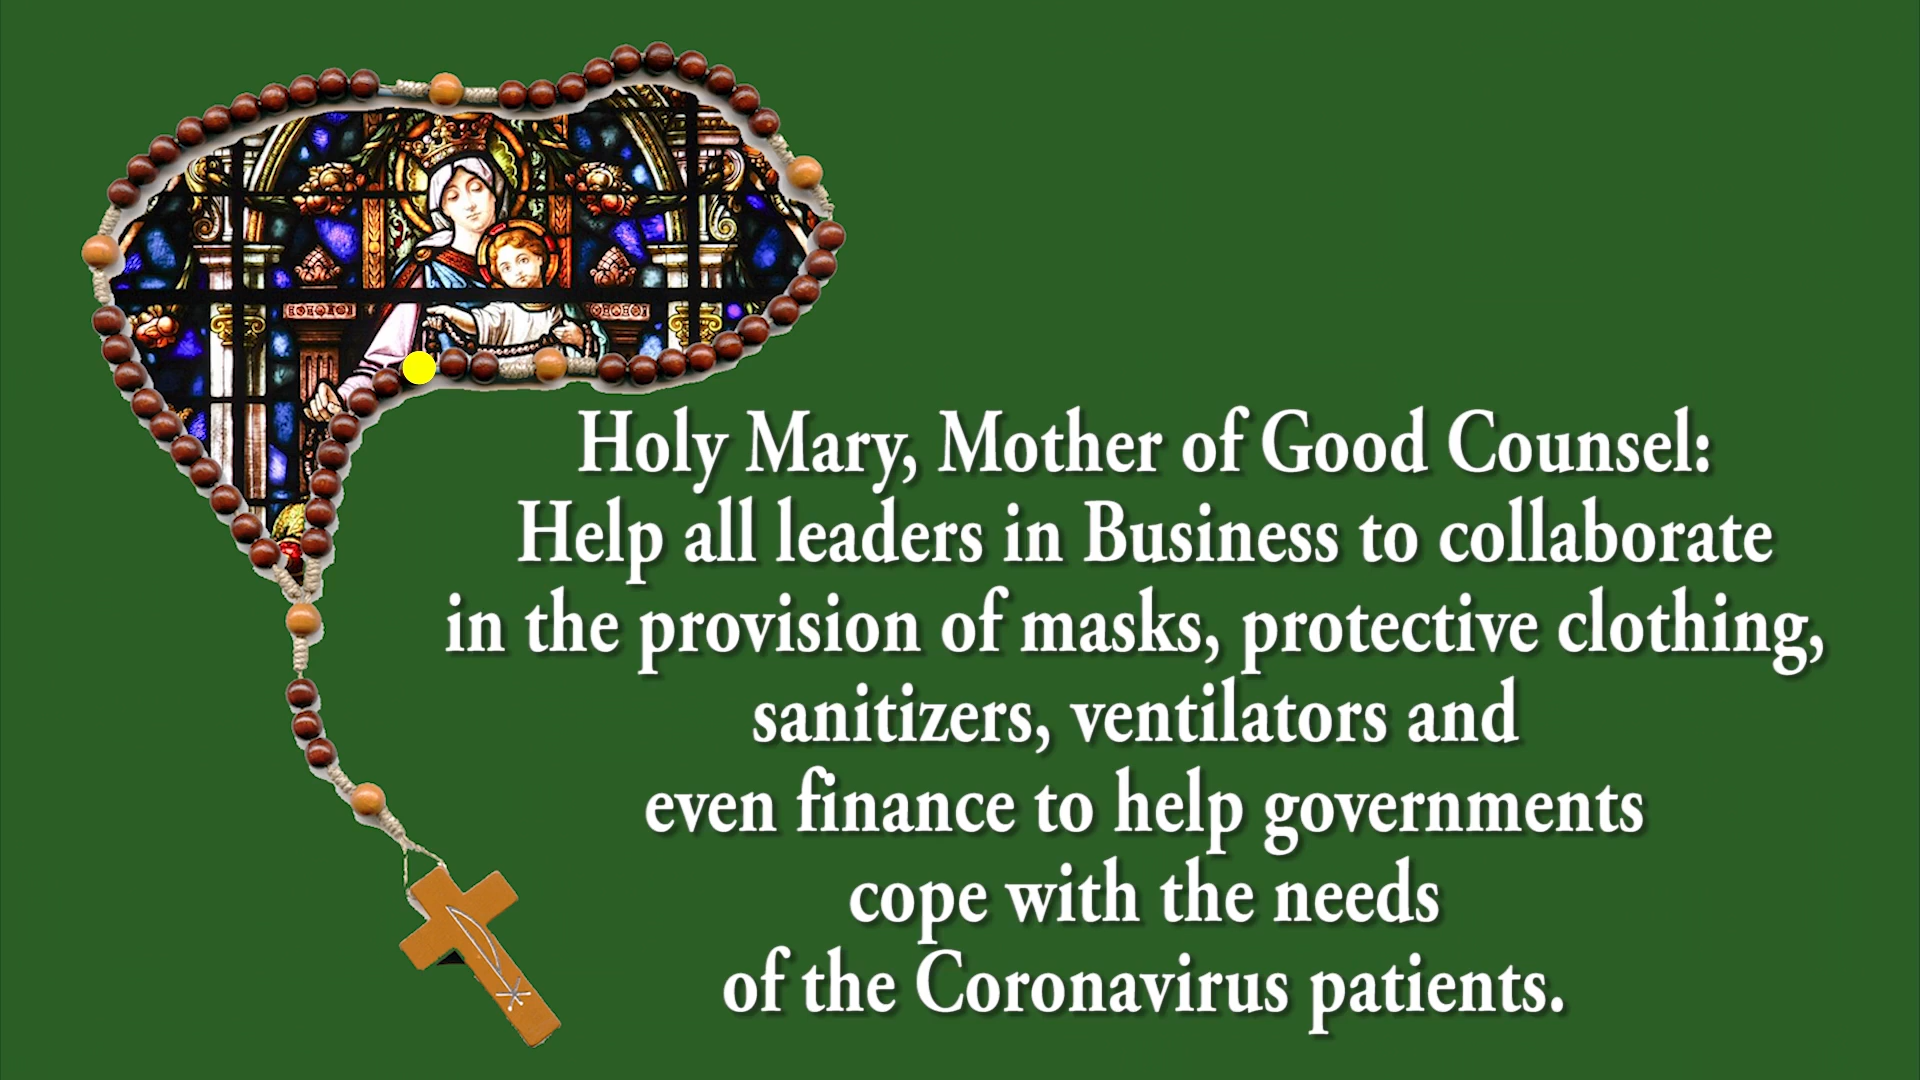 Holy Mary, Mother of Good Counsel:
Help all leaders in Business to collaborate
in the provision of masks, protective clothing,
sanitizers, ventilators and
even finance to help governments
cope with the needs
of the Coronavirus patients.